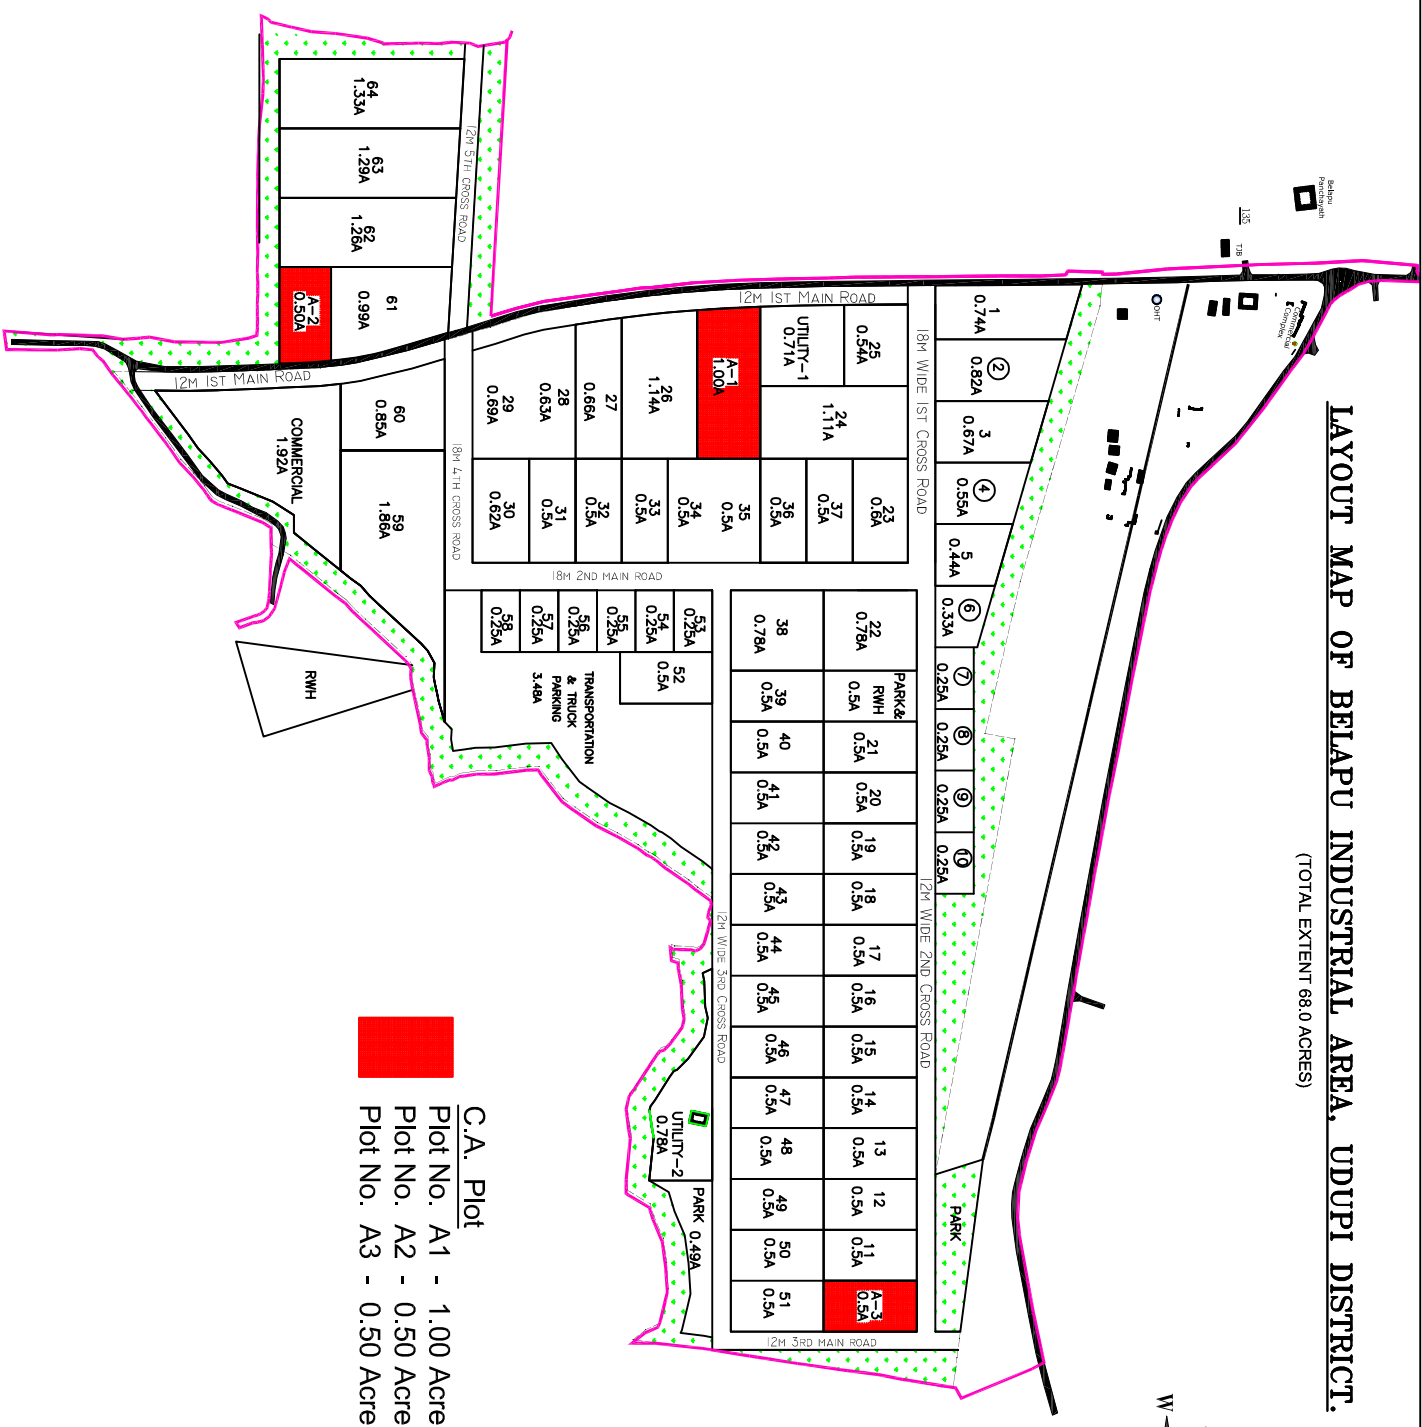 LAYOUT MAP OF BELAPU INDUSTRIAL AREA, UDUPI DISTRICT.
(TOTAL EXTENT 68.0 ACRES)
Belapu
Panchayath
135
TJB
Commercial
Complex
OHT
W
1
0.74A
2
0.82A
3
0.67A
4
0.55A
5
0.44A
6
0.33A
7
0.25A
8
0.25A
9
0.25A
10
0.25A
PARK
18M WIDE 1ST CROSS ROAD
12M WIDE 2ND CROSS ROAD
12M 1ST MAIN ROAD
25
0.54A
UTILITY-1
0.71A
24
1.11A
A-1
1.00A
26
1.14A
27
0.66A
28
0.63A
29
0.69A
23
0.6A
37
0.5A
36
0.5A
35
0.5A
34
0.5A
33
0.5A
32
0.5A
31
0.5A
30
0.62A
18M 2ND MAIN ROAD
22
0.78A
PARK&
RWH
0.5A
21
0.5A
20
0.5A
19
0.5A
18
0.5A
17
0.5A
16
0.5A
15
0.5A
14
0.5A
13
0.5A
12
0.5A
11
0.5A
A-3
0.5A
38
0.78A
39
0.5A
40
0.5A
41
0.5A
42
0.5A
43
0.5A
44
0.5A
45
0.5A
46
0.5A
47
0.5A
48
0.5A
49
0.5A
50
0.5A
51
0.5A
12M 3RD MAIN ROAD
12M WIDE 3RD CROSS ROAD
53
0.25A
54
0.25A
55
0.25A
56
0.25A
57
0.25A
58
0.25A
52
0.5A
TRANSPORTATION
& TRUCK
PARKING
3.48A
UTILITY-2
0.78A
PARK 0.49A
18M 4TH CROSS ROAD
12M 5TH CROSS ROAD
64
1.33A
63
1.29A
62
1.26A
61
0.99A
A-2
0.50A
12M 1ST MAIN ROAD
60
0.85A
59
1.86A
COMMERCIAL
1.92A
RWH
C.A. Plot
Plot No. A1 - 1.00 Acre
Plot No. A2 - 0.50 Acre
Plot No. A3 - 0.50 Acre